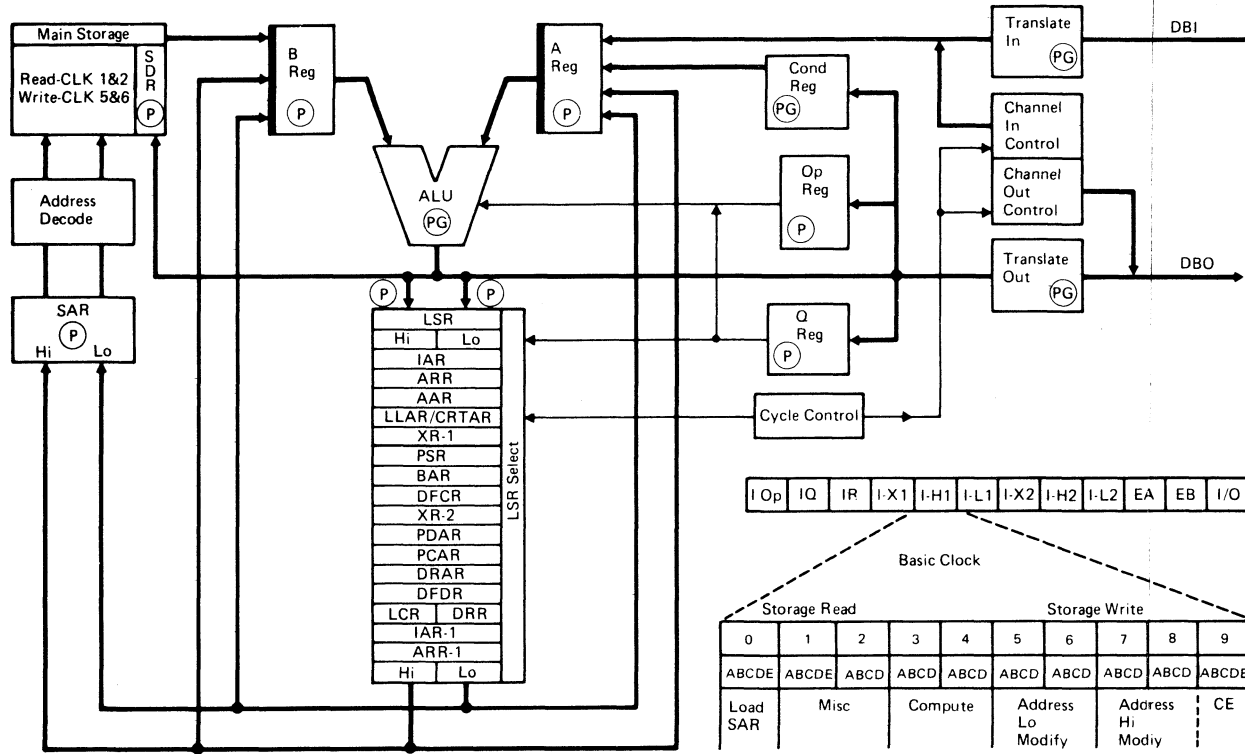 Main Storage
Read-CLK 1&2
Write-CLK 5&6
S
D
R
P
B
Reg
P
A
Reg
P
Translate
In
PG
DBI
Cond
Reg
PG
Channel
In
Control
Channel
Out
Control
Address
Decode
ALU
PG
Op
Reg
P
Translate
Out
PG
DBO
SAR
P
Hi
Lo
P
P
LSR
Hi
Lo
IAR
ARR
AAR
LLAR/CRTAR
XR-1
PSR
BAR
DFCR
XR-2
PDAR
PCAR
DRAR
DFDR
LCR
DRR
IAR-1
ARR-1
Hi
Lo
LSR Select
Q
Reg
P
Cycle Control
I Op IQ IR I-X1 I-H1 I-L1 I-X2 I-H2 I-L2 EA EB I/O
Basic Clock
Storage Read
Storage Write
0 1 2 3 4 5 6 7 8 9
ABCDE ABCDE ABCD ABCD ABCD ABCD ABCD ABCD ABCD ABCDE
Load
SAR
Misc
Compute
Address
Lo
Modify
Address
Hi
Modiy
CE